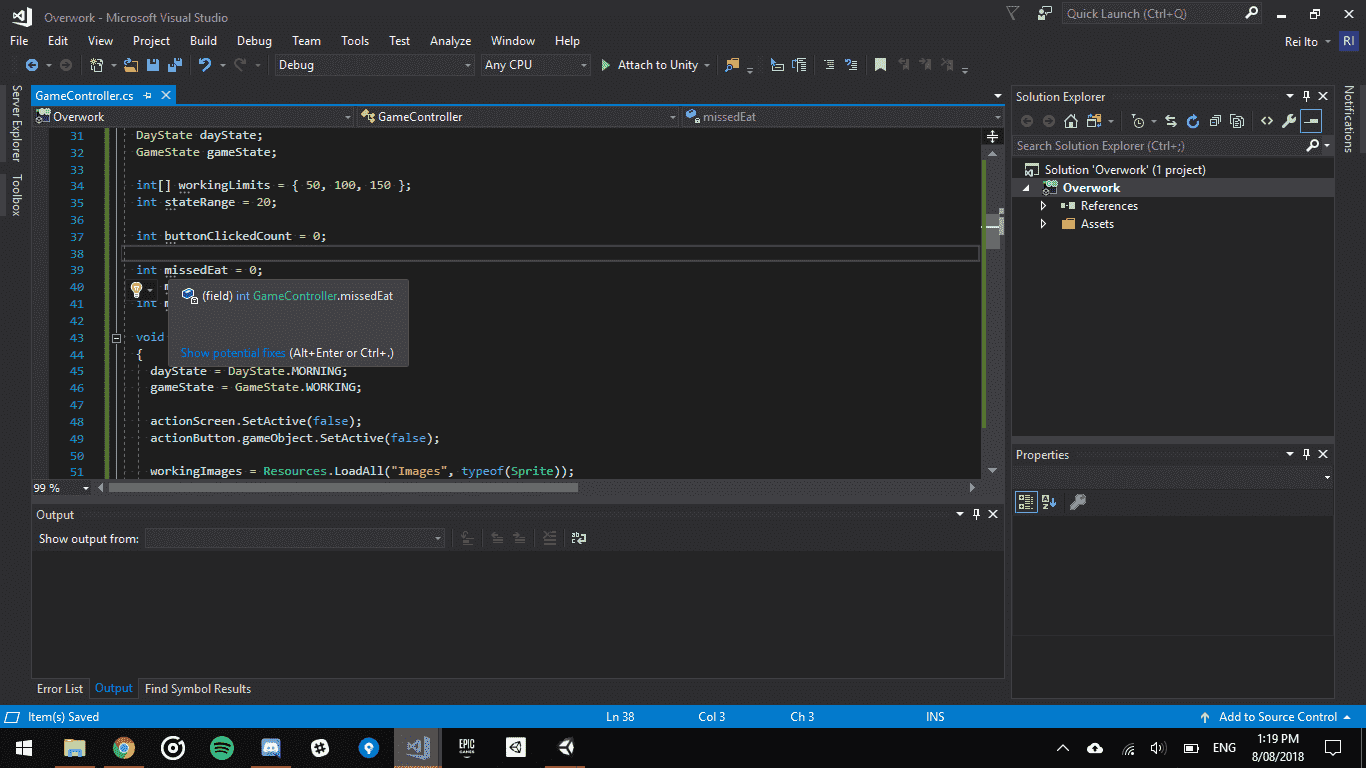 Overwork - Microsoft Visual Studio
Quick Launch (Ctrl+Q)
File Edit View Project Build Debug Team Tools Test Analyze Window Help
Rei Ito RI
Debug Any CPU Attach to Unity
Server Explorer
Toolbox
GameController.cs
Overwork GameController missedEat
31 DayState dayState;
32 GameState gameState;
33
34 int[] workingLimits = { 50, 100, 150 };
35 int stateRange = 20;
36
37 int buttonClickedCount = 0;
38
39 int missedEat = 0;
40
41 int
42
43 void
44 {
45 dayState = DayState.MORNING;
46 gameState = GameState.WORKING;
47
48 actionScreen.SetActive(false);
49 actionButton.gameObject.SetActive(false);
50
51 workingImages = Resources.LoadAll("Images", typeof(Sprite));
(field) int GameController.missedEat
Show potential fixes (Alt+Enter or Ctrl+.)
99 %
Output
Show output from:
Error List Output Find Symbol Results
Solution Explorer
Search Solution Explorer (Ctrl+;)
Solution 'Overwork' (1 project)
Overwork
References
Assets
Properties
Notifications
Item(s) Saved Ln 38 Col 3 Ch 3 INS Add to Source Control
EPIC
GAMES
ENG
1:19 PM
8/08/2018